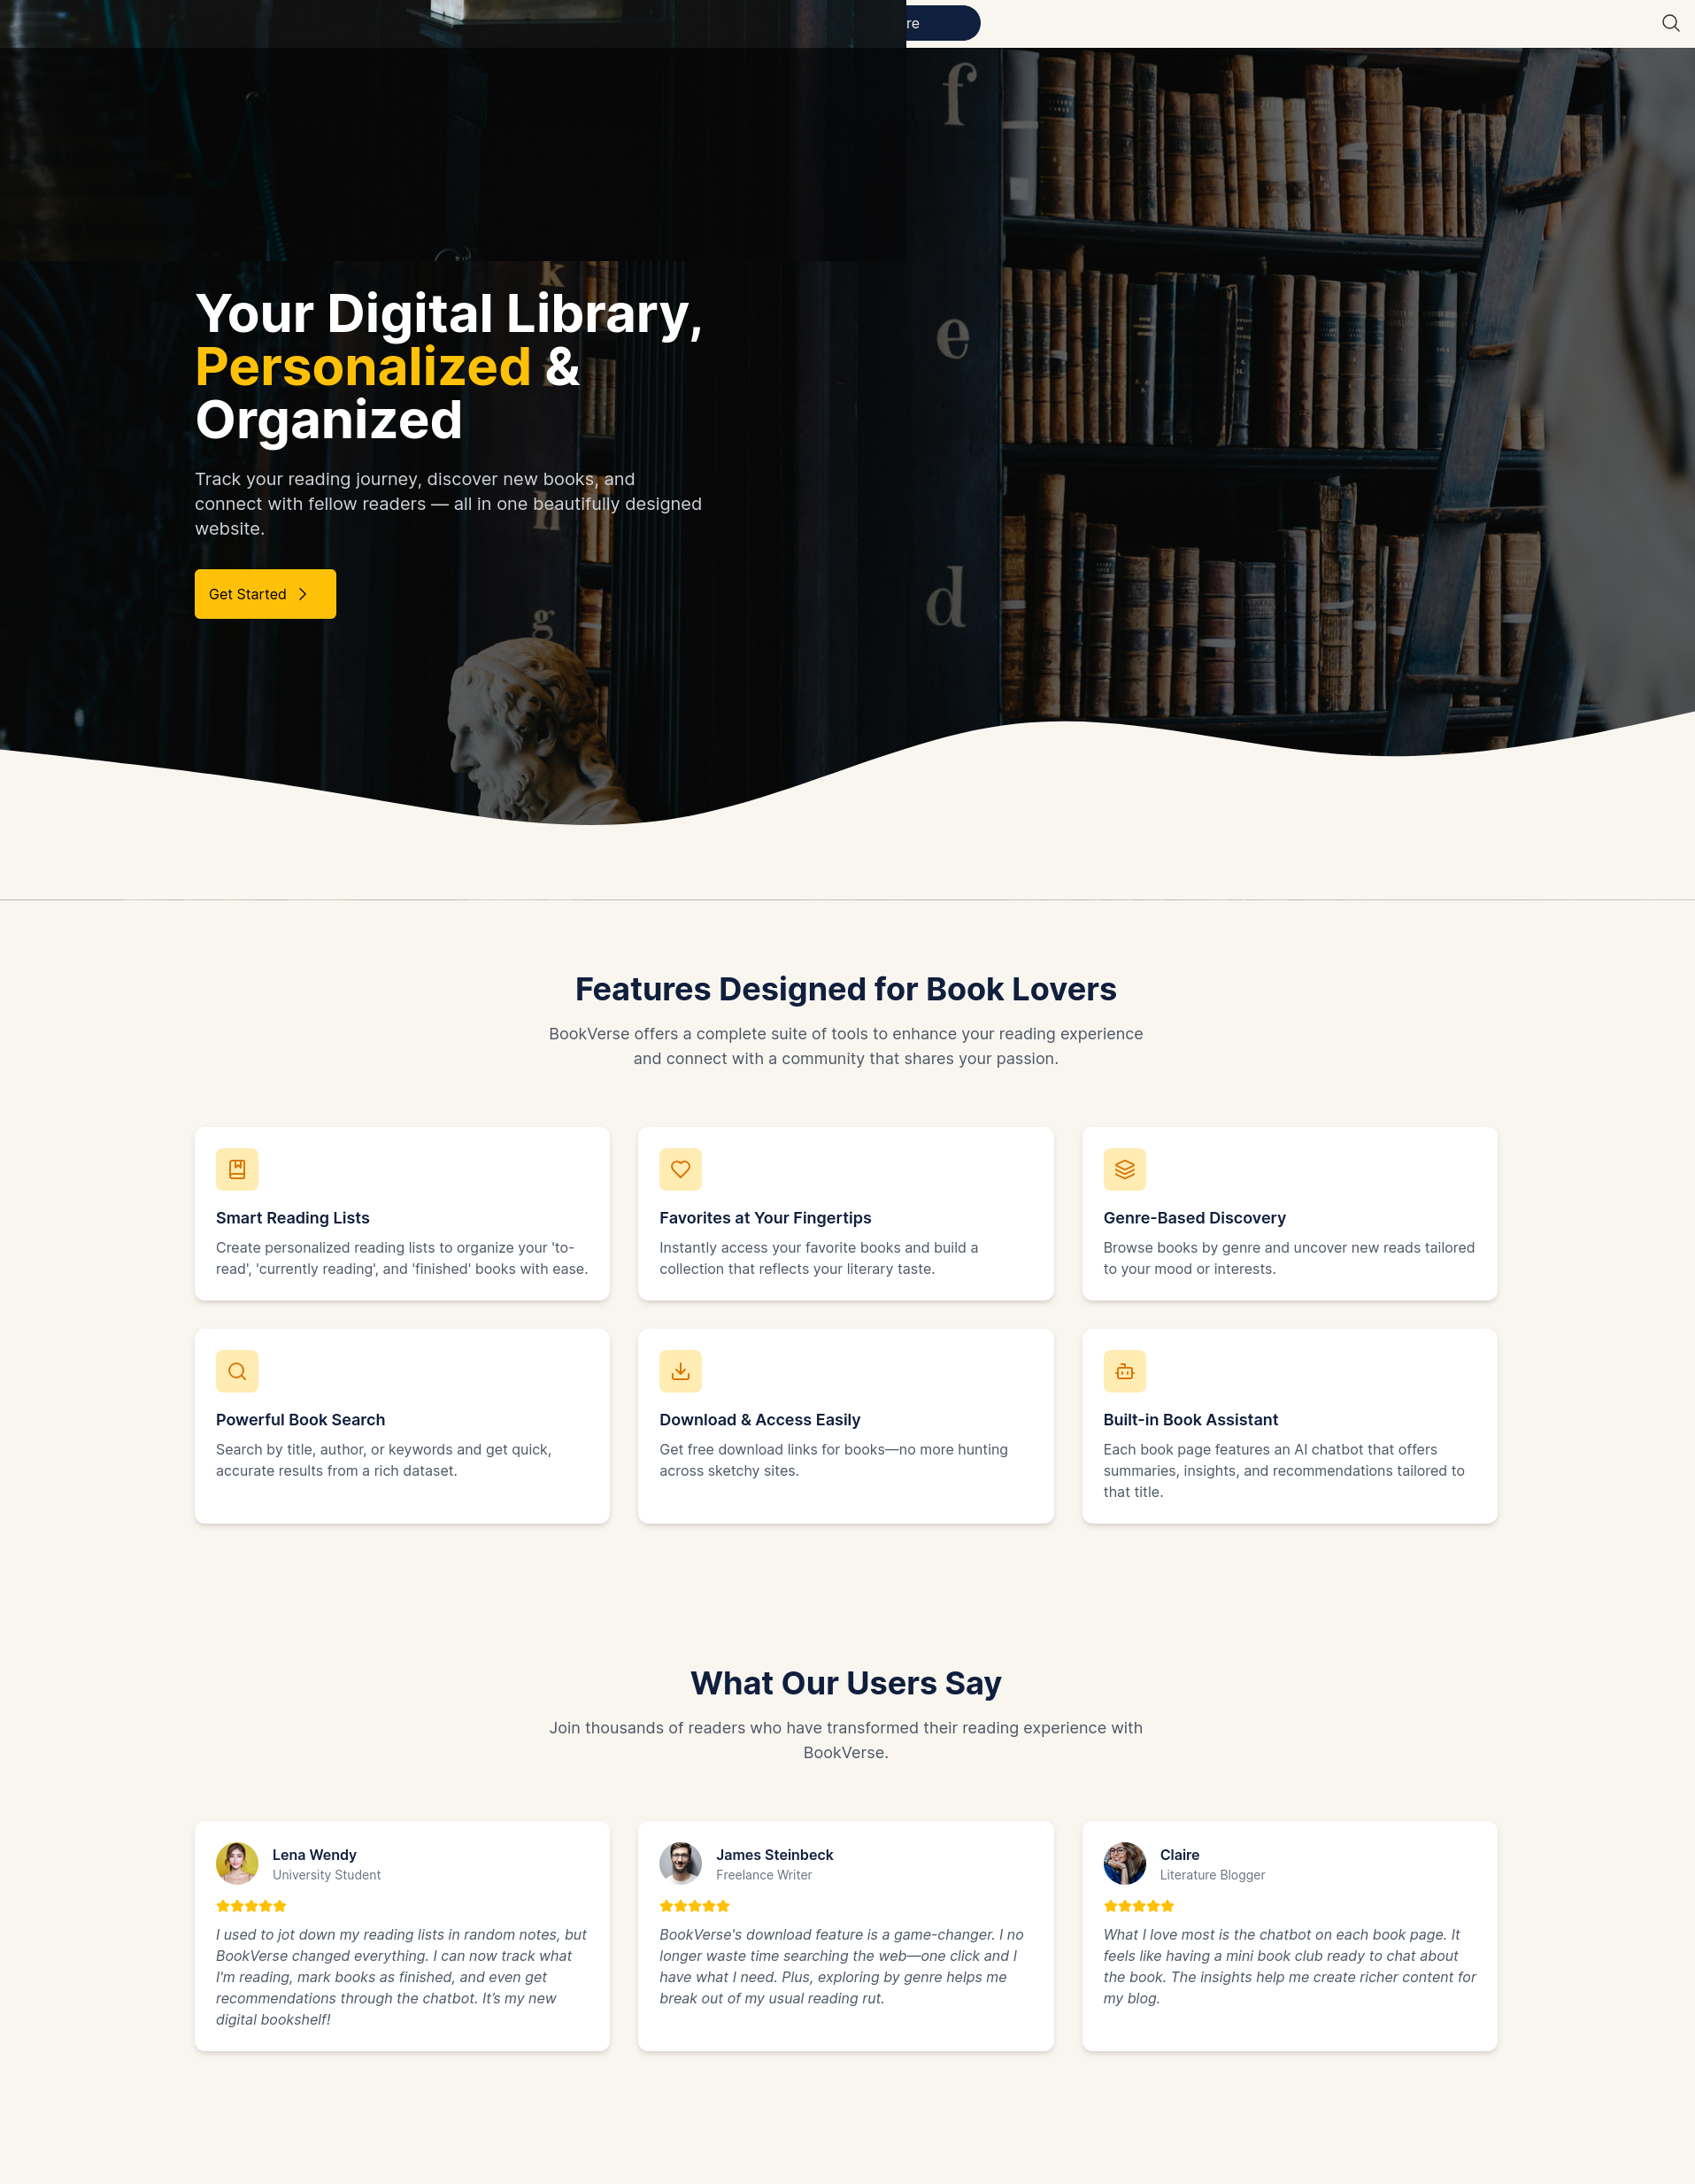 re
f
k
Your Digital Library,
e
Personalized &
Organized
Track your reading journey, discover new books, and
connect with fellow readers — all in one beautifully designed
website.
h
d
Get Started
g
Features Designed for Book Lovers
BookVerse offers a complete suite of tools to enhance your reading experience
and connect with a community that shares your passion.
Smart Reading Lists
Create personalized reading lists to organize your 'to-
read', 'currently reading', and 'finished' books with ease.
Favorites at Your Fingertips
Instantly access your favorite books and build a
collection that reflects your literary taste.
Genre-Based Discovery
Browse books by genre and uncover new reads tailored
to your mood or interests.
Powerful Book Search
Search by title, author, or keywords and get quick,
accurate results from a rich dataset.
Download & Access Easily
Get free download links for books—no more hunting
across sketchy sites.
Built-in Book Assistant
Each book page features an AI chatbot that offers
summaries, insights, and recommendations tailored to
that title.
What Our Users Say
Join thousands of readers who have transformed their reading experience with
BookVerse.
Lena Wendy
University Student
I used to jot down my reading lists in random notes, but
BookVerse changed everything. I can now track what
I'm reading, mark books as finished, and even get
recommendations through the chatbot. It’s my new
digital bookshelf!
James Steinbeck
Freelance Writer
BookVerse's download feature is a game-changer. I no
longer waste time searching the web—one click and I
have what I need. Plus, exploring by genre helps me
break out of my usual reading rut.
Claire
Literature Blogger
What I love most is the chatbot on each book page. It
feels like having a mini book club ready to chat about
the book. The insights help me create richer content for
my blog.